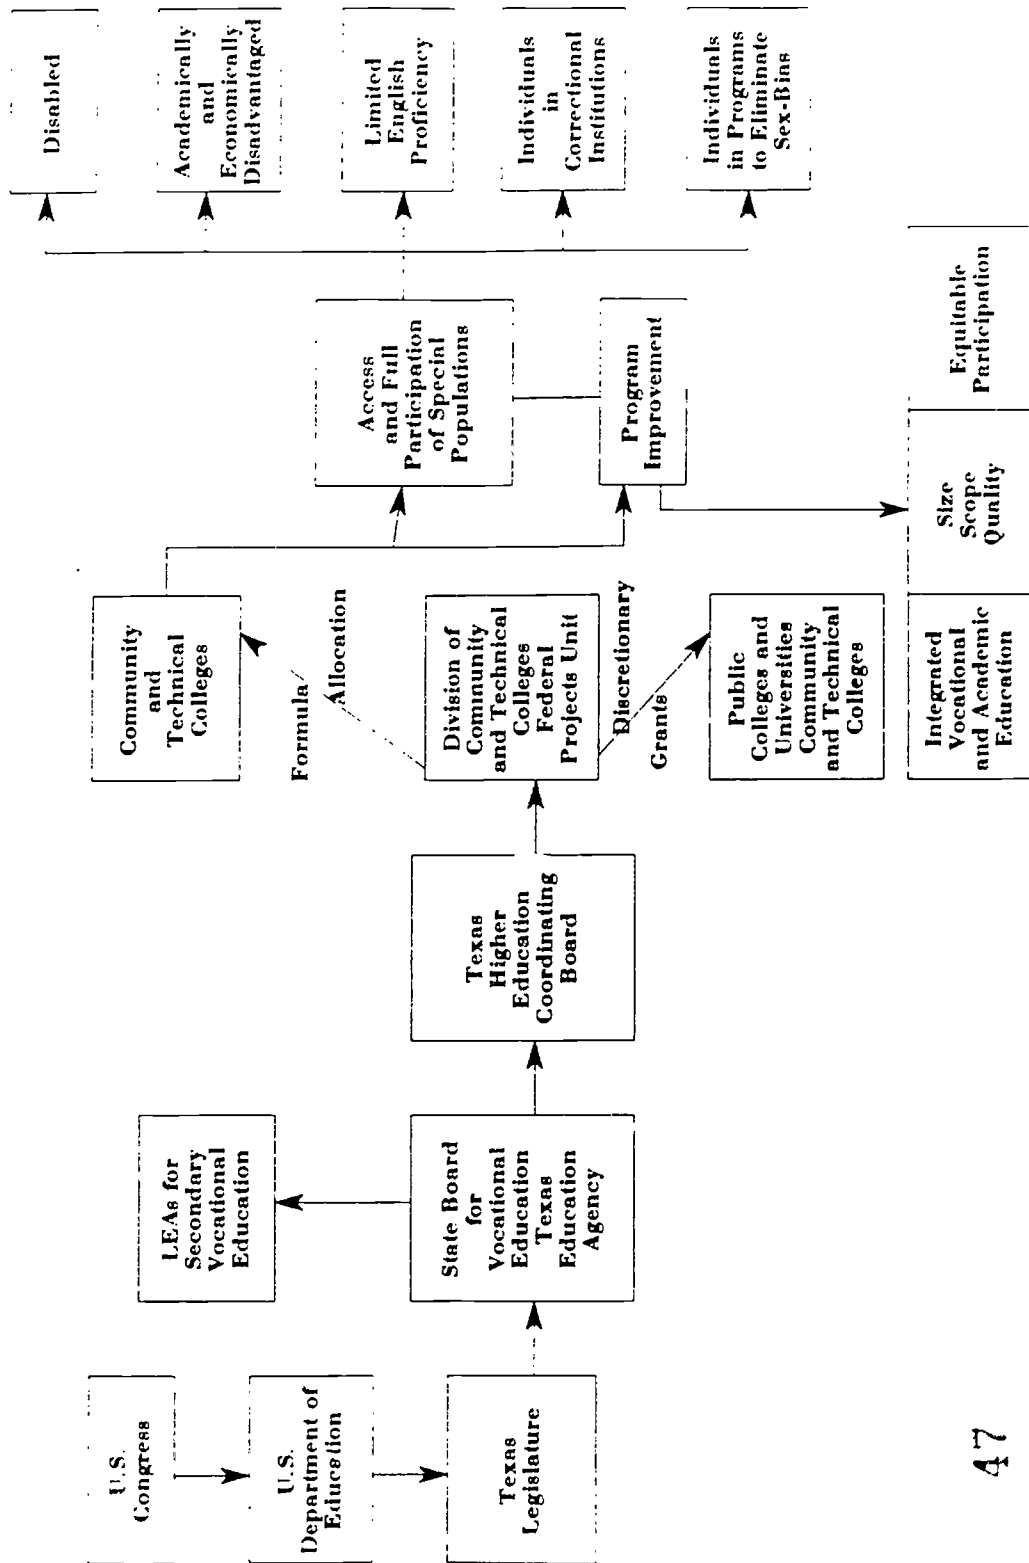 U.S.
Congress
U.S.
Department of
Education
Texas
Legislature
LEAs for
Secondary
Vocational
Education
State Board
for
Vocational
Education
Texas
Education
Agency
Texas
Higher
Education
Coordinating
Board
Community
and
Technical
Colleges
Formula
Allocation
Division of
Community
and Technical
Colleges
Federal
Projects Unit
Discretionary
Grants
Public
Colleges and
Universities
Community
and Technical
Colleges
Access
and Full
Participation
of Special
Populations
Program
Improvement
Disabled
Academically
and
Economically
Disadvantaged
Limited
English
Proficiency
Individuals
in
Correctional
Institutions
Individuals
in Programs
to Eliminate
Sex-Bias
Integrated
Vocational
and Academic
Education
Size
Scope
Quality
Equitable
Participation
47